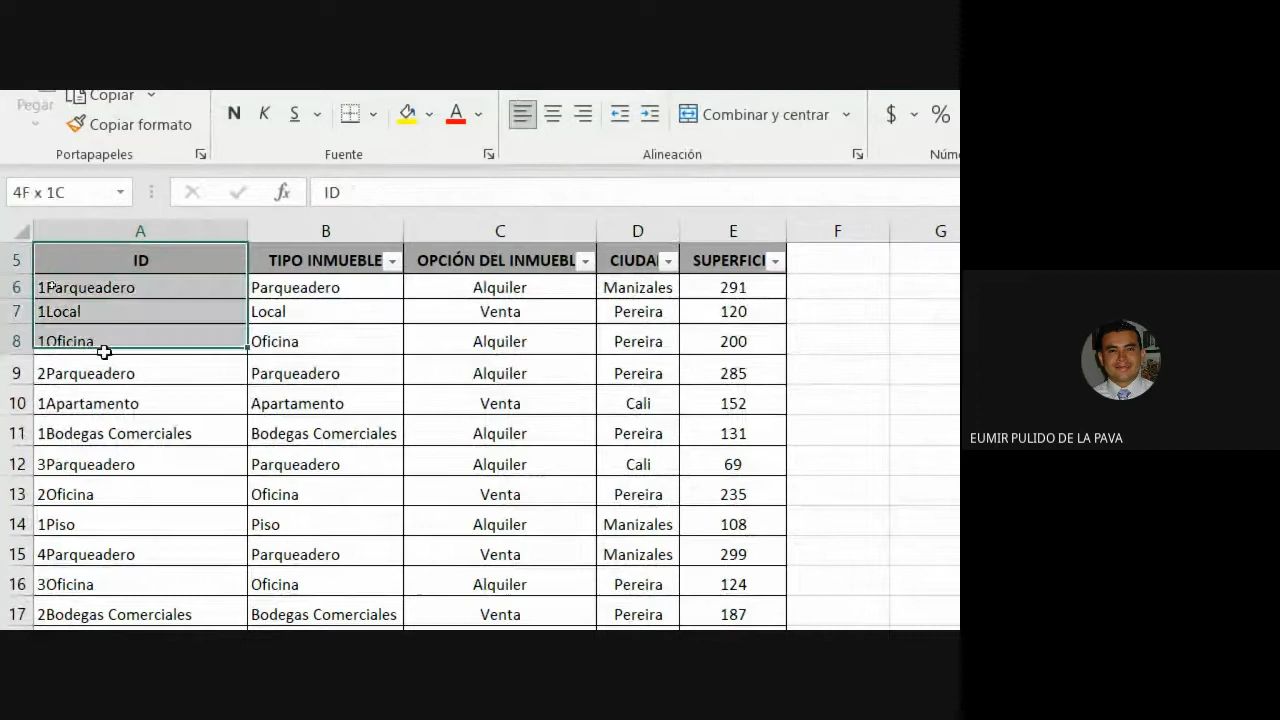 Pegar
Copiar
Copiar formato
N K S A Combinar y centrar $ %
Portapapeles Fuente Alineación Núm
4F x 1C fx ID
A B C D E F G
5 ID TIPO INMUEBLE OPCIÓN DEL INMUEBL CIUDA SUPERFICI
6 1Parqueadero Parqueadero Alquiler Manizales 291
7 1Local Local Venta Pereira 120
8 1Oficina Oficina Alquiler Pereira 200
9 2Parqueadero Parqueadero Alquiler Pereira 285
10 1Apartamento Apartamento Venta Cali 152
11 1Bodegas Comerciales Bodegas Comerciales Alquiler Pereira 131
12 3Parqueadero Parqueadero Alquiler Cali 69
13 2Oficina Oficina Venta Pereira 235
14 1Piso Piso Alquiler Manizales 108
15 4Parqueadero Parqueadero Venta Manizales 299
16 3Oficina Oficina Alquiler Pereira 124
17 2Bodegas Comerciales Bodegas Comerciales Venta Pereira 187
EUMIR PULIDO DE LA PAVA